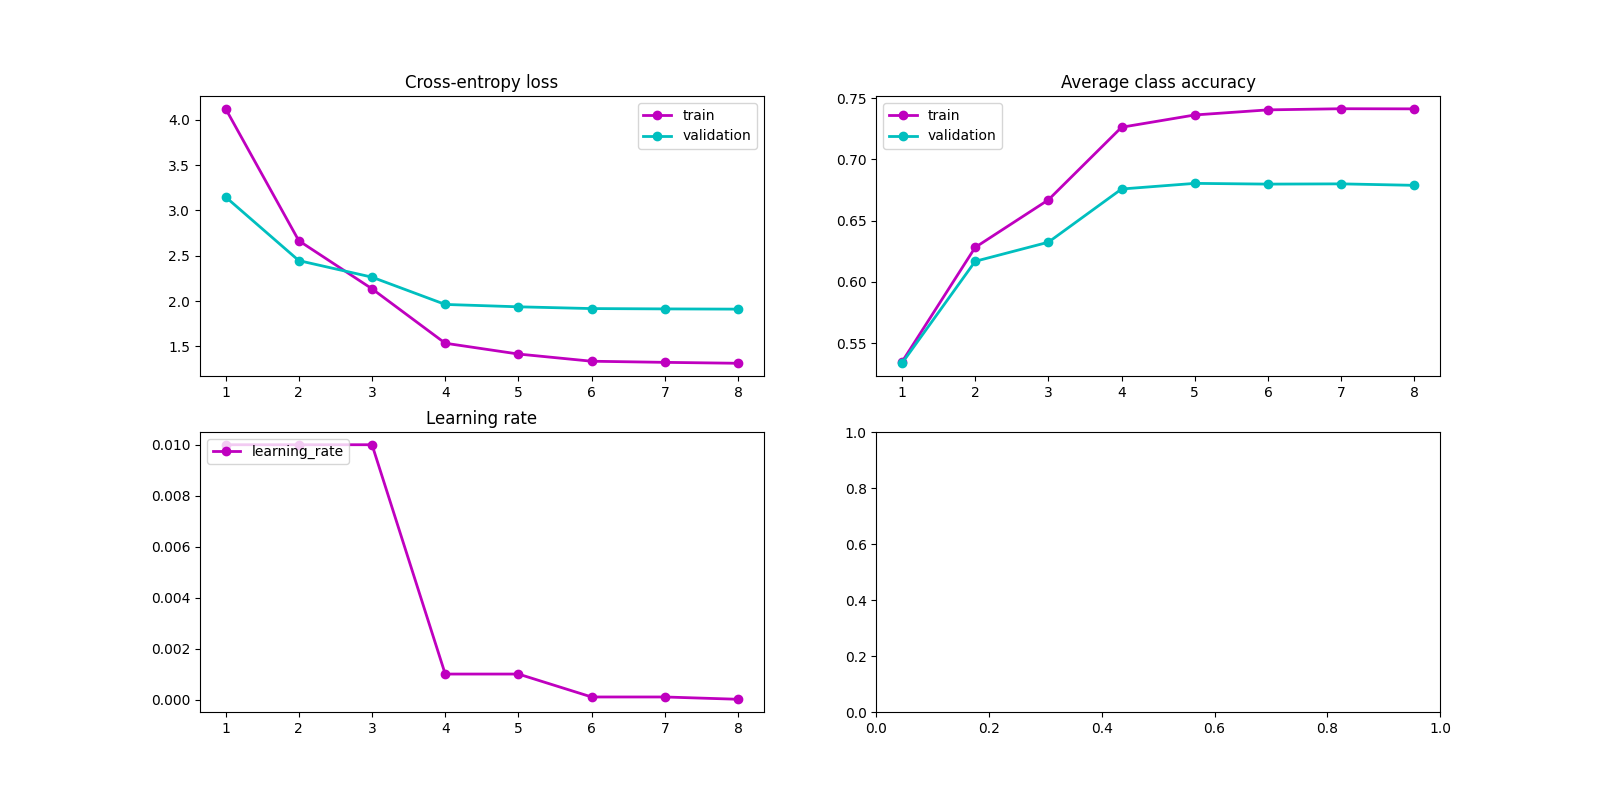 Cross-entropy loss
4.0
3.5
3.0
2.5
2.0
1.5
train
validation
1 2 3 4 5 6 7 8
Average class accuracy
0.75
0.70
0.65
0.60
0.55
train
validation
1 2 3 4 5 6 7 8
Learning rate
0.010
0.008
0.006
0.004
0.002
0.000
learning_rate
1 2 3 4 5 6 7 8
1.0
0.8
0.6
0.4
0.2
0.0
0.0 0.2 0.4 0.6 0.8 1.0